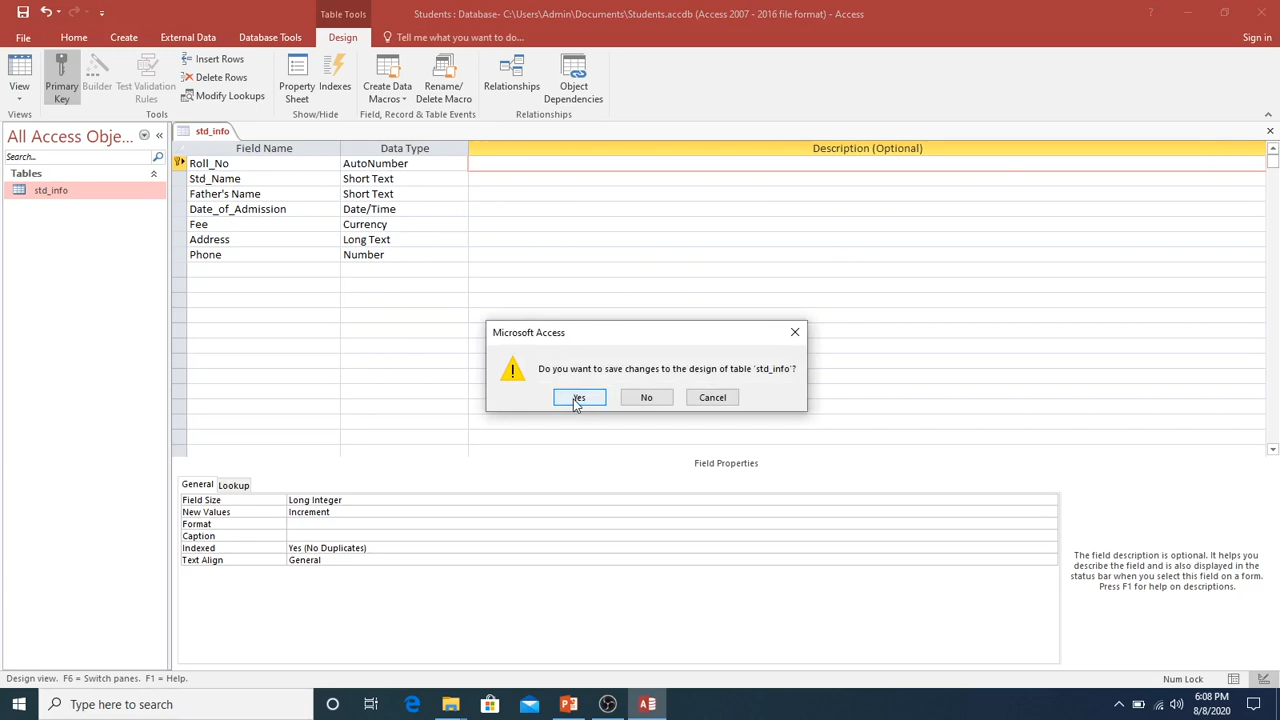 Table Tools
Students : Database- C:\Users\Admin\Documents\Students.accdb (Access 2007 - 2016 file format) - Access
?
File
Home
Create
External Data
Database Tools
Design
Tell me what you want to do...
Sign in
View
Primary Key
Builder
Test Validation Rules
Insert Rows
Delete Rows
Modify Lookups
Property Sheet
Indexes
Create Data Macros
Rename/ Delete Macro
Relationships
Object Dependencies
Views
Tools
Show/Hide
Field, Record & Table Events
Relationships
All Access Obje...
Search...
Tables
std_info
std_info
Field Name Data Type Description (Optional)
Roll_No AutoNumber
Std_Name Short Text
Father's Name Short Text
Date_of_Admission Date/Time
Fee Currency
Address Long Text
Phone Number
Microsoft Access
Do you want to save changes to the design of table 'std_info'?
Yes No Cancel
Field Properties
General Lookup
Field Size Long Integer
New Values Increment
Format
Caption
Indexed Yes (No Duplicates)
Text Align General
The field description is optional. It helps you
describe the field and is also displayed in the
status bar when you select this field on a form.
Press F1 for help on descriptions.
Design view. F6 = Switch panes. F1 = Help.
Num Lock
Type here to search
6:08 PM
8/8/2020